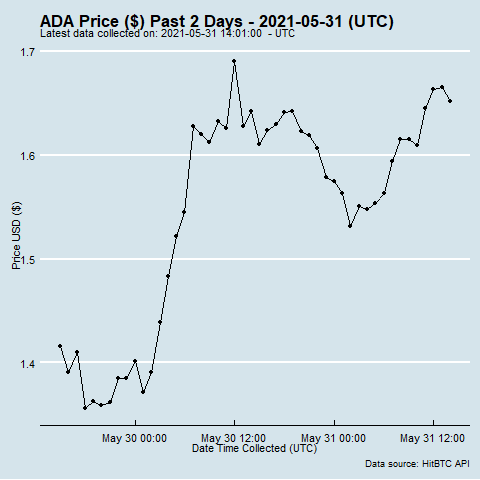 ADA Price ($) Past 2 Days - 2021-05-31 (UTC)
Latest data collected on: 2021-05-31 14:01:00 - UTC
1.7
1.6
1.5
1.4
Price USD ($)
May 30 00:00 May 30 12:00 May 31 00:00 May 31 12:00
Date Time Collected (UTC)
Data source: HitBTC API